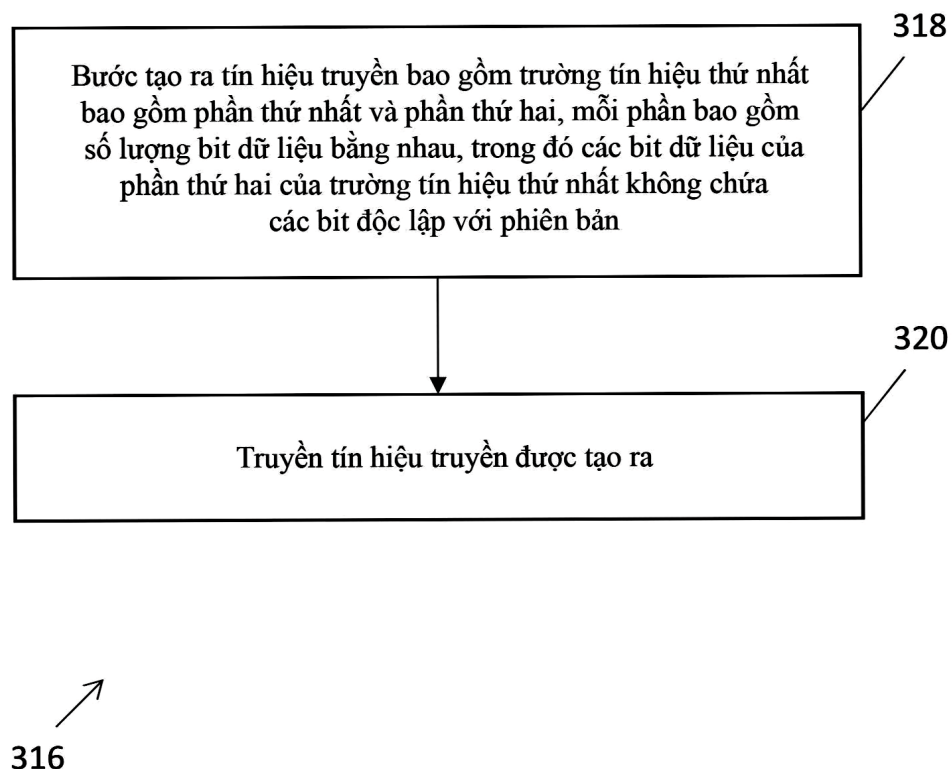 318
Bước tạo ra tín hiệu truyền bao gồm trường tín hiệu thứ nhất
bao gồm phần thứ nhất và phần thứ hai, mỗi phần bao gồm
số lượng bit dữ liệu bằng nhau, trong đó các bit dữ liệu của
phần thứ hai của trường tín hiệu thứ nhất không chứa
các bit độc lập với phiên bản
320
Truyền tín hiệu truyền được tạo ra
316